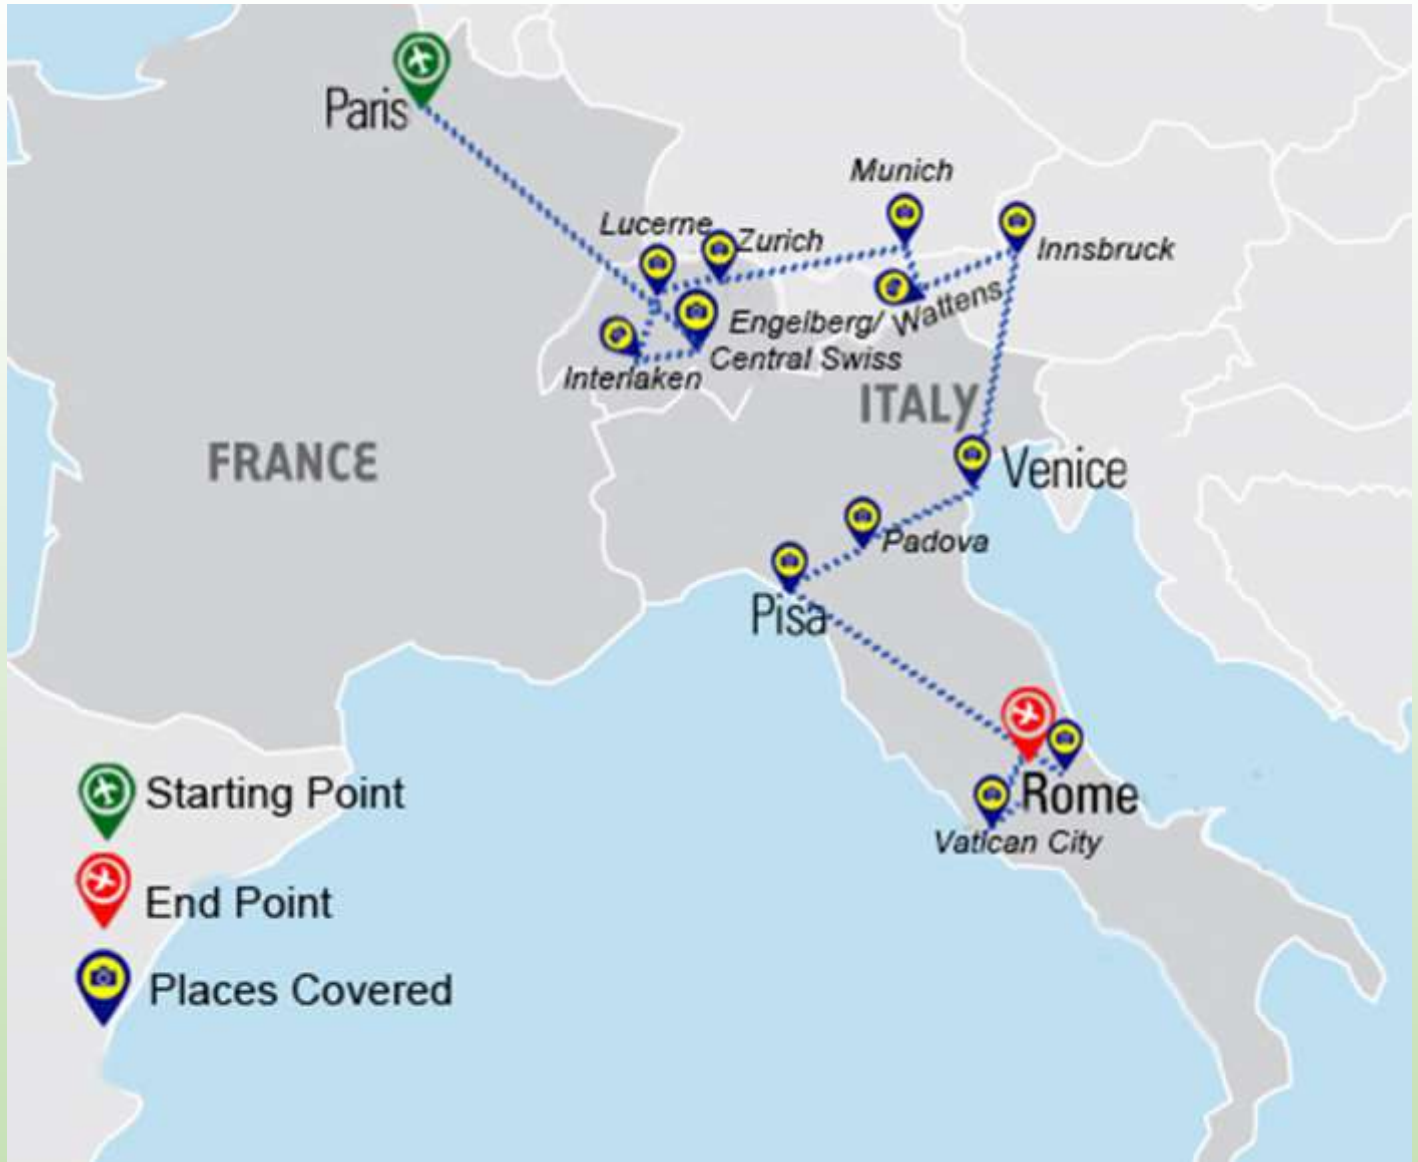 Paris
Munich
Lucerne
Zurich
Innsbruck
Wattens
Engelberg/
Central Swiss
Interlaken
ITALY
FRANCE
Venice
Padova
Pisa
Rome
Vatican City
Starting Point
End Point
Places Covered